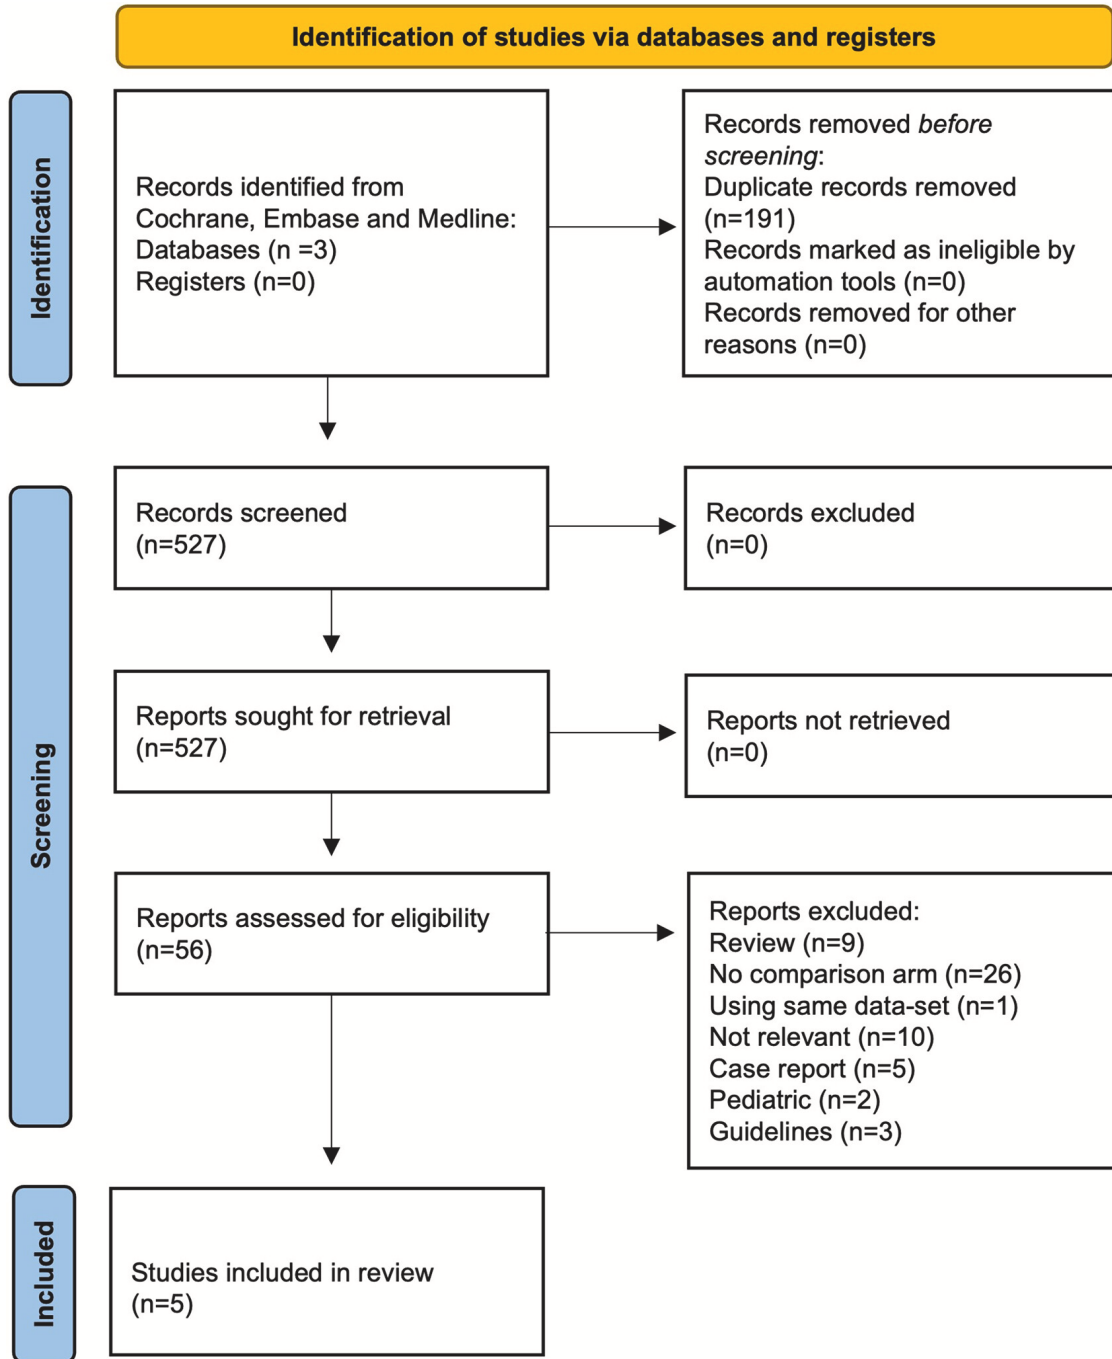 Identification of studies via databases and registers
Identification
Records identified from
Cochrane, Embase and Medline:
Databases (n =3)
Registers (n=0)
Records removed before
screening:
Duplicate records removed
(n=191)
Records marked as ineligible by
automation tools (n=0)
Records removed for other
reasons (n=0)
Screening
Records screened
(n=527)
Records excluded
(n=0)
Reports sought for retrieval
(n=527)
Reports not retrieved
(n=0)
Reports assessed for eligibility
(n=56)
Reports excluded:
Review (n=9)
No comparison arm (n=26)
Using same data-set (n=1)
Not relevant (n=10)
Case report (n=5)
Pediatric (n=2)
Guidelines (n=3)
Included
Studies included in review
(n=5)